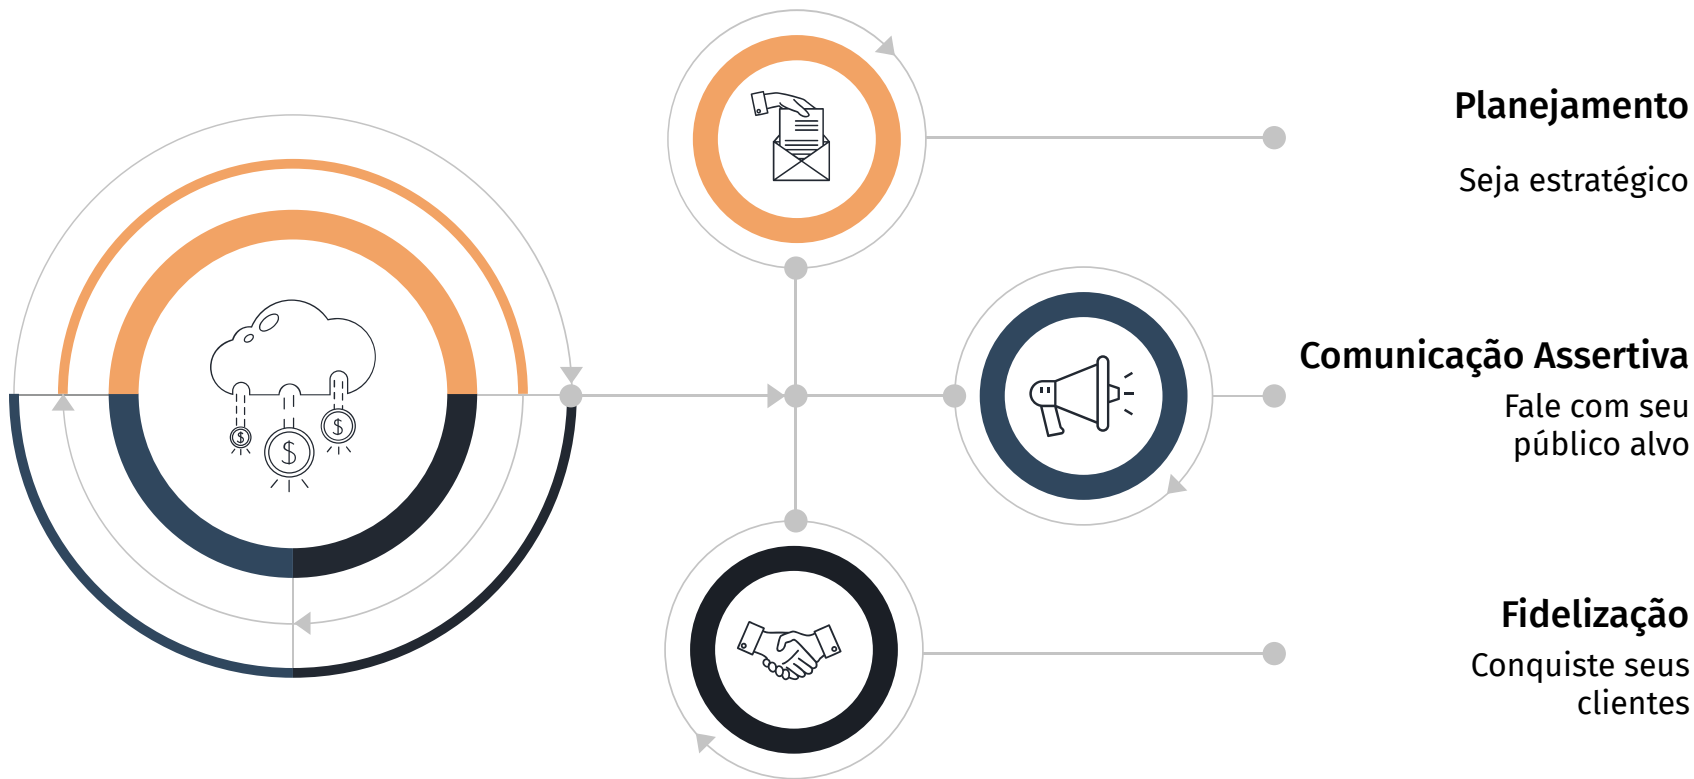 Planejamento
Seja estratégico
Comunicação Assertiva
Fale com seu
público alvo
Fidelização
Conquiste seus
clientes
$
$
$